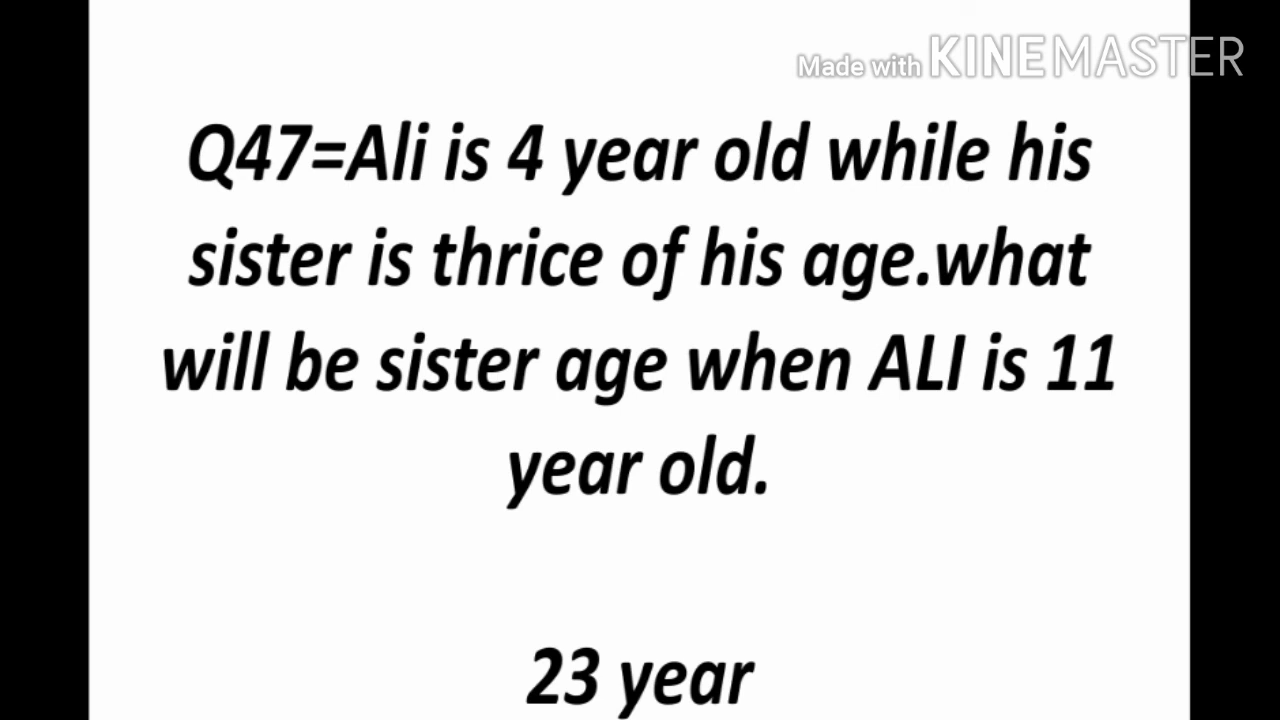 Made with KINEMASTER
Q47=Ali is 4 year old while his
sister is thrice of his age.what
will be sister age when ALI is 11
year old.
23 year